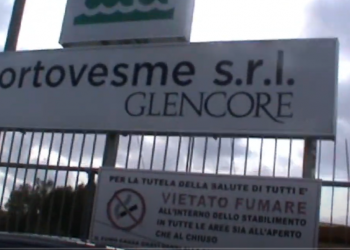 ortovesme s.r.l.
GLENCORE
PER LA TUTELA DELLA SALUTE DI TUTTI E'
VIETATO FUMARE
ALL'INTERNO DELLO STABILIMENTO
IN TUTTE LE AREE SIA ALL'APERTO
CHE AL CHIUSO